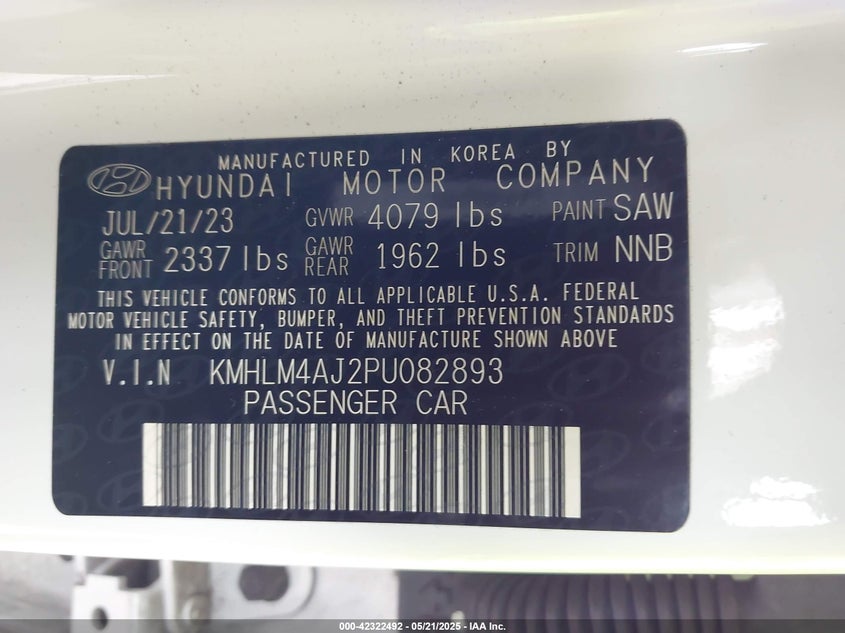 MANUFACTURED IN KOREA BY
HYUNDAI MOTOR COMPANY
JUL/21/23 GVWR 4079 lbs PAINT SAW
GAWR FRONT 2337 lbs GAWR REAR 1962 lbs TRIM NNB
THIS VEHICLE CONFORMS TO ALL APPLICABLE U.S.A. FEDERAL
MOTOR VEHICLE SAFETY, BUMPER, AND THEFT PREVENTION STANDARDS
IN EFFECT ON THE DATE OF MANUFACTURE SHOWN ABOVE
V.I.N KMHLM4AJ2PU082893
PASSENGER CAR
000-42322492 - 05/21/2025 - IAA Inc.